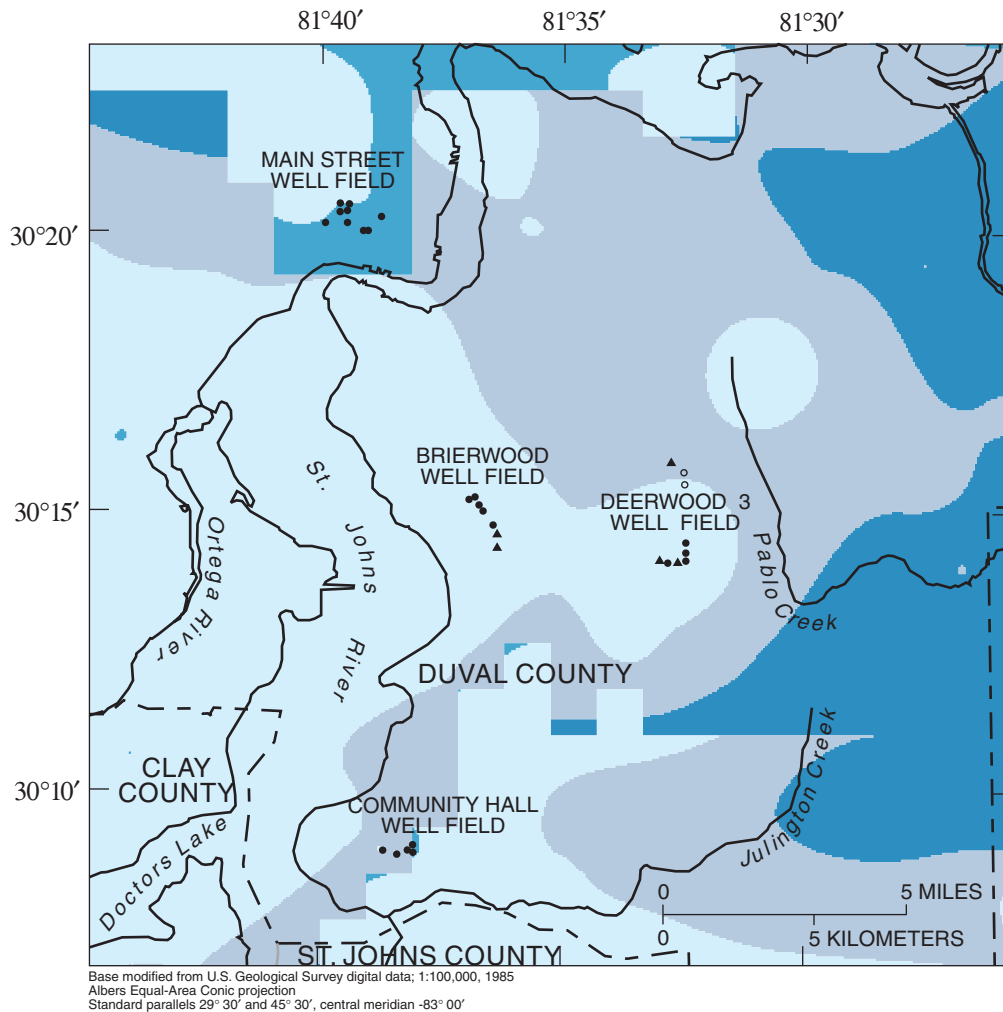 81° 40′
81° 35′
81° 30′
MAIN STREET
WELL FIELD
30° 20′
BRIERWOOD
WELL FIELD
St.
Johns
River
DEERWOOD 3
WELL FIELD
30° 15′
Ortega
River
Pablo
Creek
DUVAL COUNTY
CLAY
COUNTY
30° 10′
COMMUNITY HALL
WELL FIELD
Julington Creek
Doctors Lake
0
5 MILES
0
5 KILOMETERS
ST. JOHNS COUNTY
Base modified from U.S. Geological Survey digital data; 1:100,000, 1985
Albers Equal-Area Conic projection
Standard parallels 29° 30′ and 45° 30′, central meridian -83° 00′